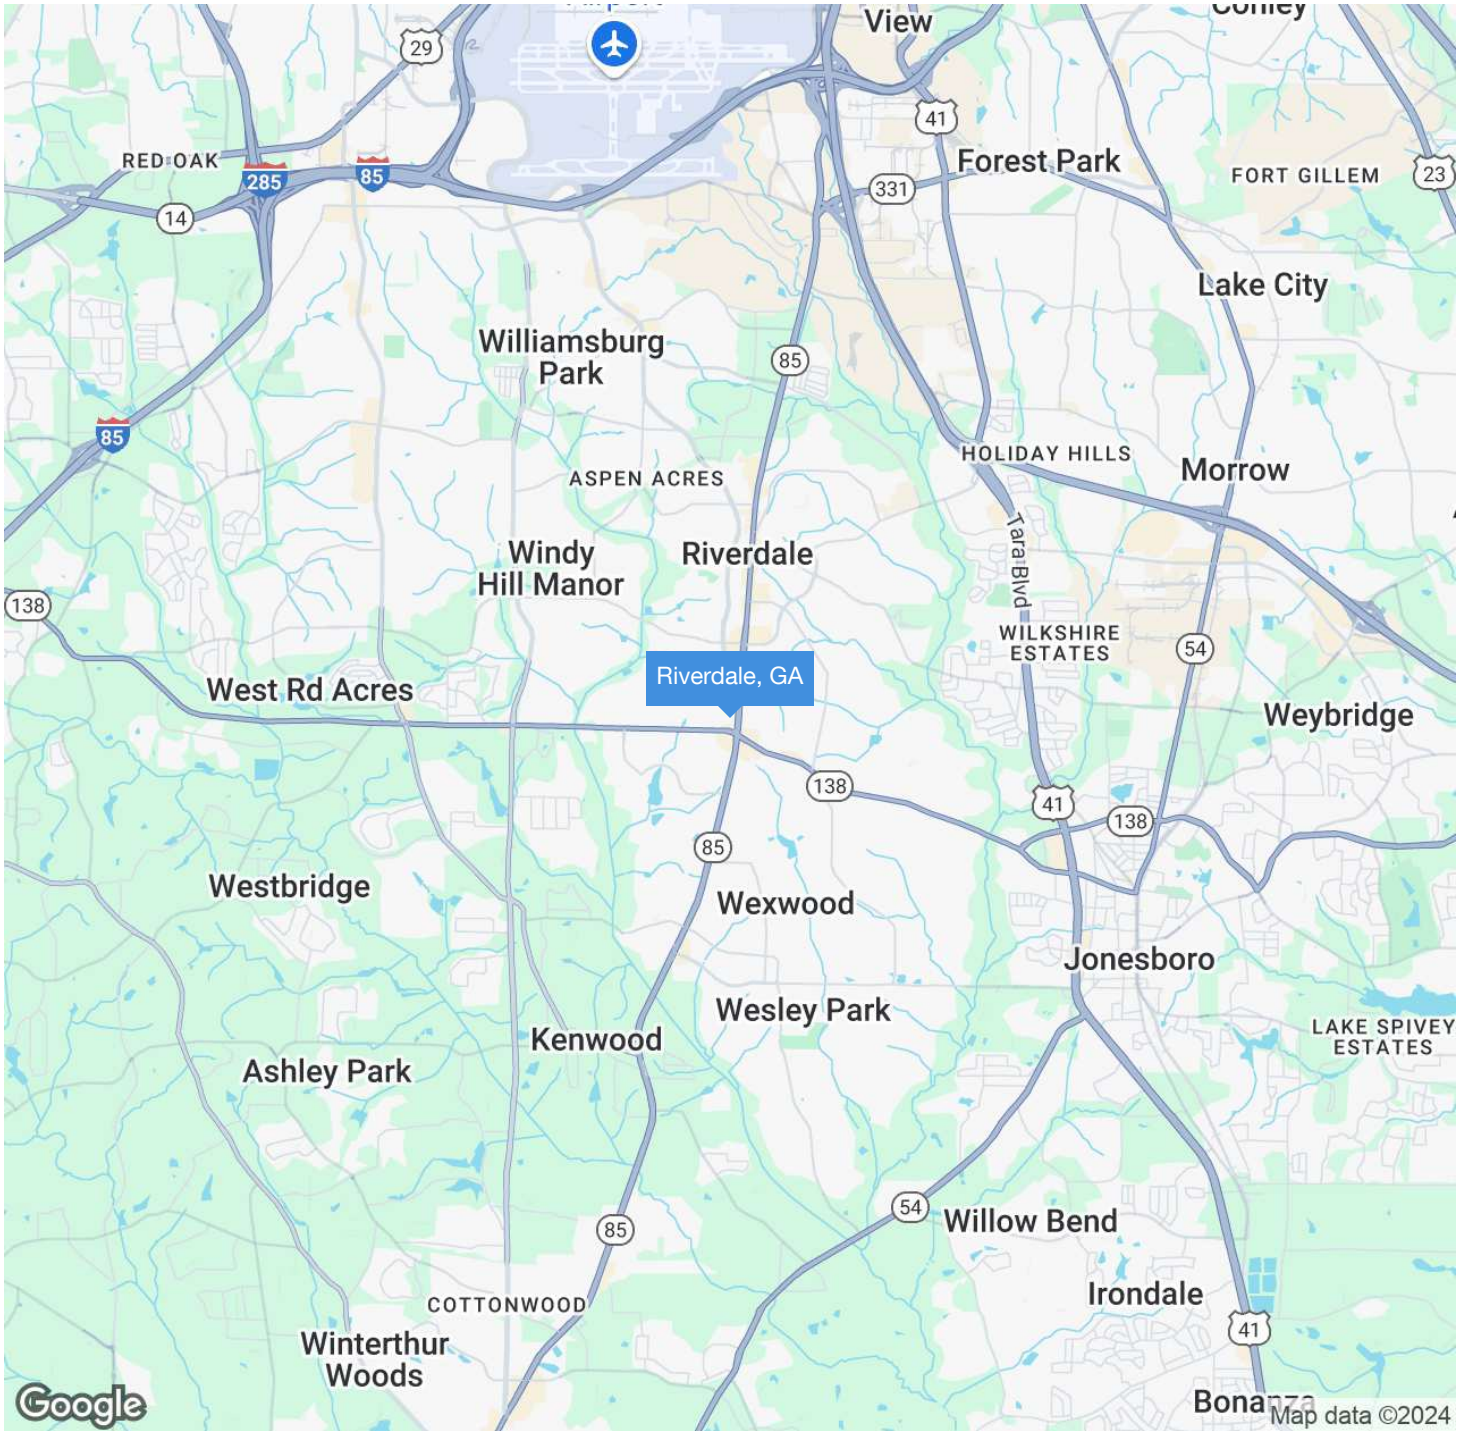 Airport
View
Conley
29
41
RED OAK
285
85
Forest Park
331
FORT GILLEM
23
14
Lake City
Williamsburg
Park
85
85
HOLIDAY HILLS
Morrow
ASPEN ACRES
Tara Blvd
Windy
Hill Manor
Riverdale
138
WILKSHIRE
ESTATES
54
Riverdale, GA
West Rd Acres
Weybridge
138
41
138
85
Westbridge
Wexwood
Jonesboro
Wesley Park
LAKE SPIVEY
ESTATES
Kenwood
Ashley Park
54
Willow Bend
85
Irondale
COTTONWOOD
41
Winterthur
Woods
Bonanza
Google
Map data ©2024